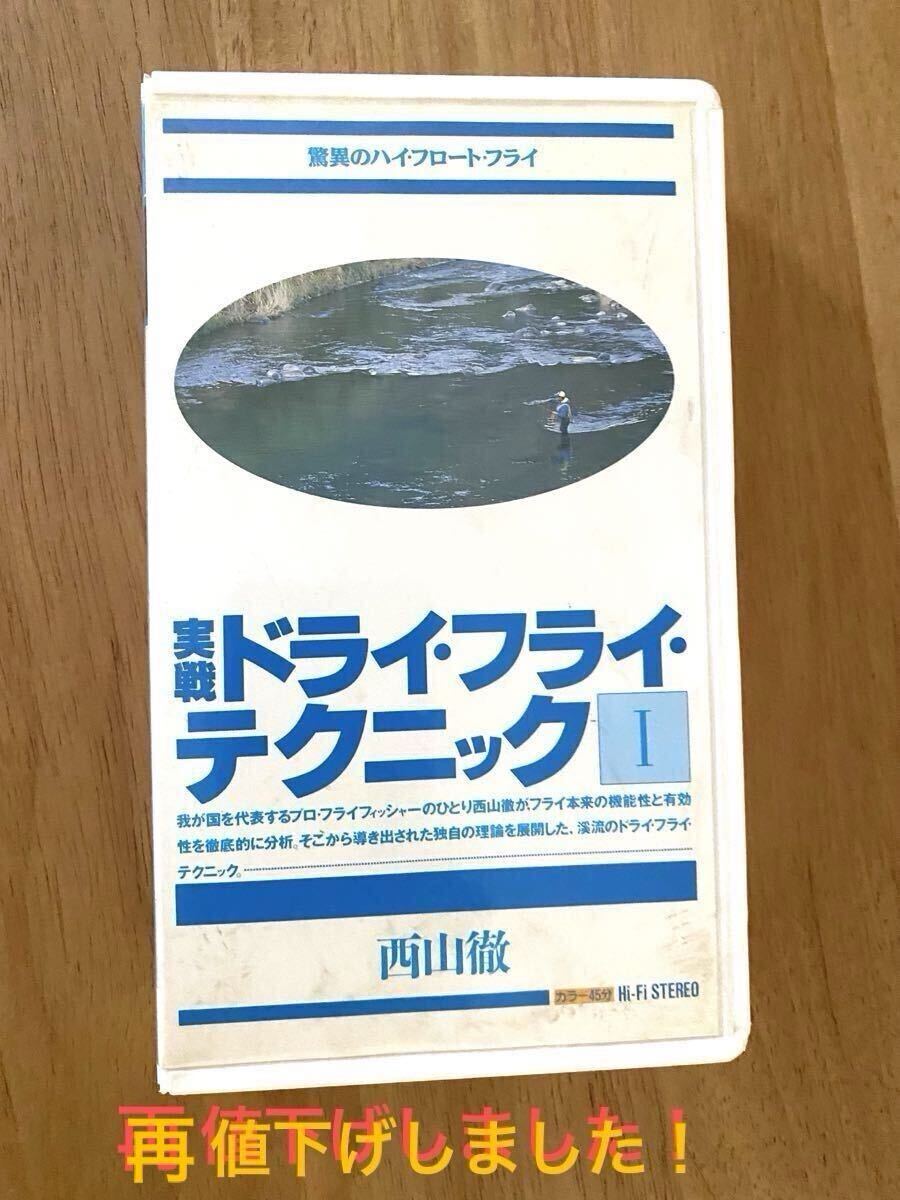 驚異のハイ・フロート・フライ
実戦ドライ・フライ・
テクニック I
我が国を代表するプロ・フライフィッシャーのひとり西山徹が、フライ本来の機能性と有効
性を徹底的に分析。そこから導き出された独自の理論を展開した、渓流のドライ・フライ・
テクニック。
西山徹
カラー45分 Hi-Fi STEREO
再値下げしました！